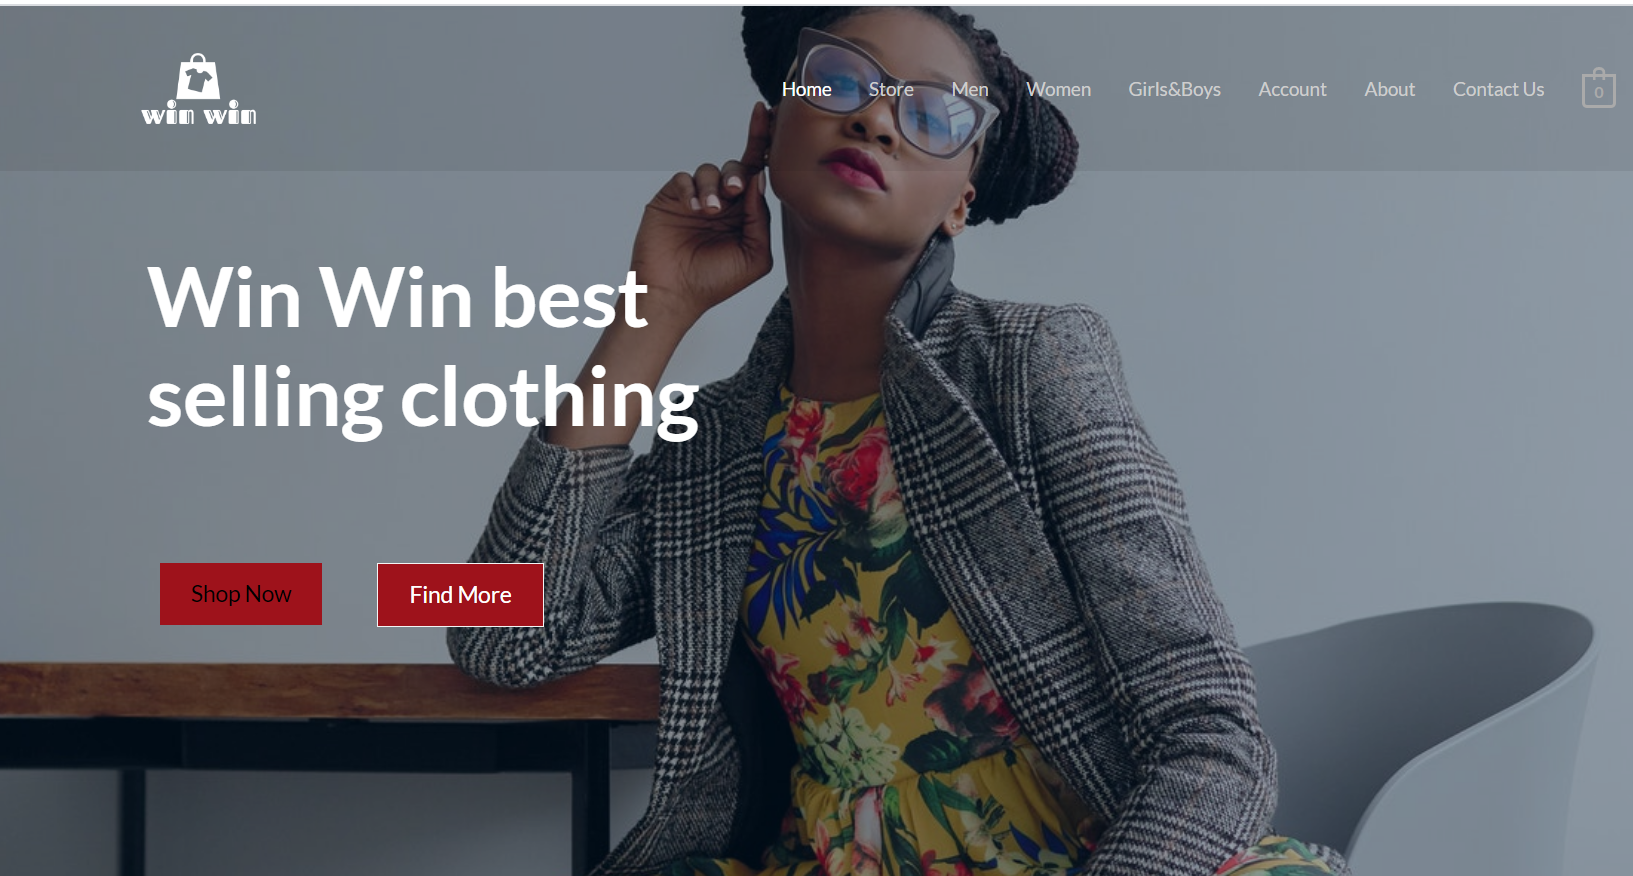 win win
Home Store Men Women Girls&Boys Account About Contact Us 0
Win Win best
selling clothing
Shop Now Find More